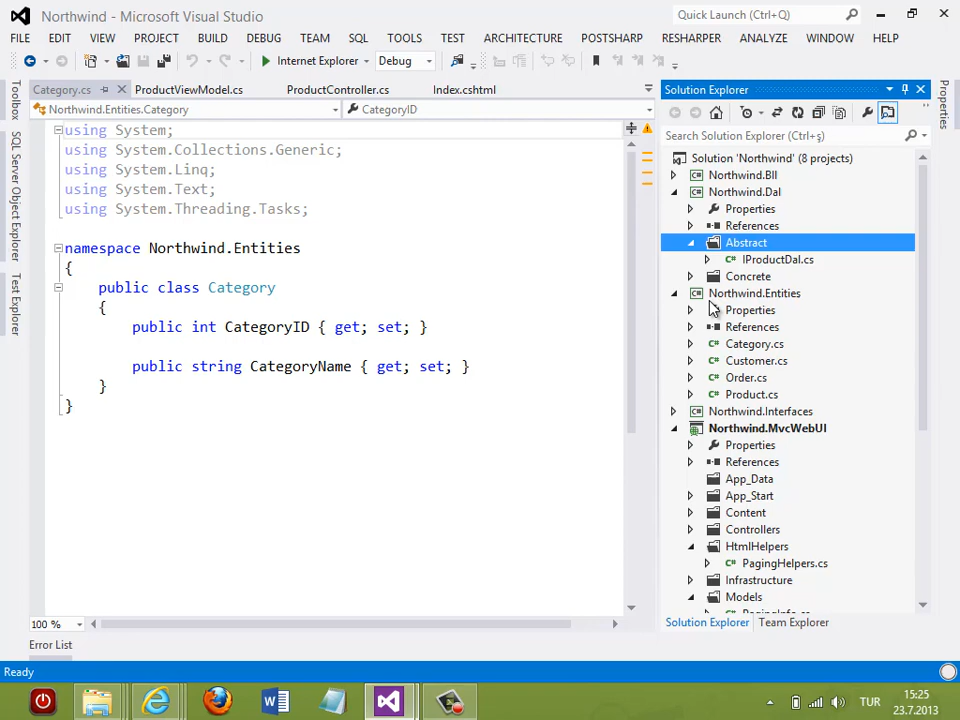 Northwind - Microsoft Visual Studio
Quick Launch (Ctrl+Q)
FILE EDIT VIEW PROJECT BUILD DEBUG TEAM SQL TOOLS TEST ARCHITECTURE POSTSHARP RESHARPER ANALYZE WINDOW HELP
Internet Explorer Debug
Category.cs ProductViewModel.cs ProductController.cs Index.cshtml
Northwind.Entities.Category CategoryID
Toolbox
SQL Server Object Explorer
Test Explorer
using System;
using System.Collections.Generic;
using System.Linq;
using System.Text;
using System.Threading.Tasks;
namespace Northwind.Entities
{
public class Category
{
public int CategoryID { get; set; }
public string CategoryName { get; set; }
}
}
100 %
Error List
Ready
Solution Explorer
Properties
Search Solution Explorer (Ctrl+ş)
Solution 'Northwind' (8 projects)
Northwind.Bll
Northwind.Dal
Properties
References
Abstract
IProductDal.cs
Concrete
Northwind.Entities
Properties
References
Category.cs
Customer.cs
Order.cs
Product.cs
Northwind.Interfaces
Northwind.MvcWebUI
Properties
References
App_Data
App_Start
Content
Controllers
HtmlHelpers
PagingHelpers.cs
Infrastructure
Models
PagingInfo.cs
Solution Explorer Team Explorer
TUR
15:25
23.7.2013